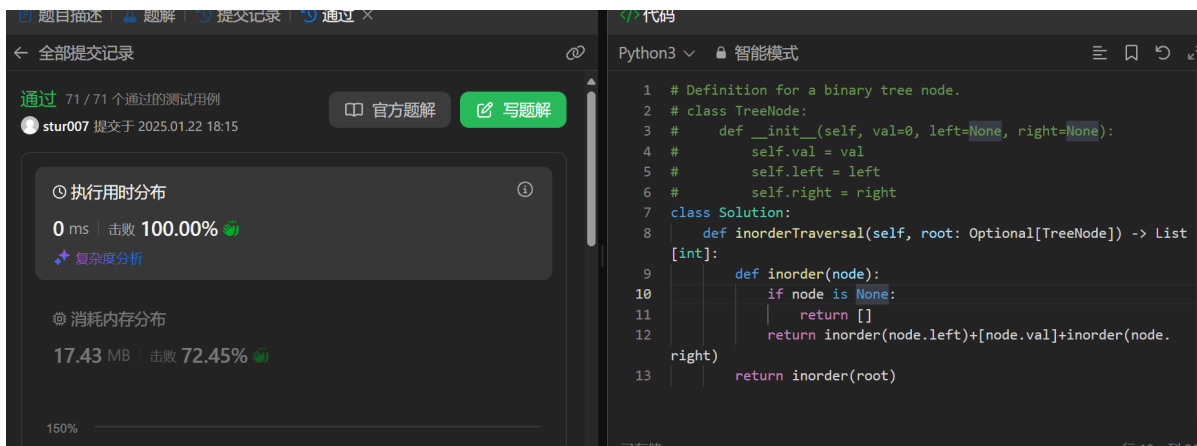 题目描述 题解 提交记录 通过 ×
全部提交记录
通过 71 / 71 个通过的测试用例
stur007 提交于 2025.01.22 18:15
官方题解
写题解
执行用时分布
0 ms 击败 100.00%
复杂度分析
消耗内存分布
17.43 MB 击败 72.45%
150%
</> 代码
Python3 智能模式
1 # Definition for a binary tree node.
2 # class TreeNode:
3 #     def __init__(self, val=0, left=None, right=None):
4 #         self.val = val
5 #         self.left = left
6 #         self.right = right
7 class Solution:
8     def inorderTraversal(self, root: Optional[TreeNode]) -> List
[int]:
9         def inorder(node):
10             if node is None:
11                 return []
12             return inorder(node.left)+[node.val]+inorder(node.
right)
13         return inorder(root)